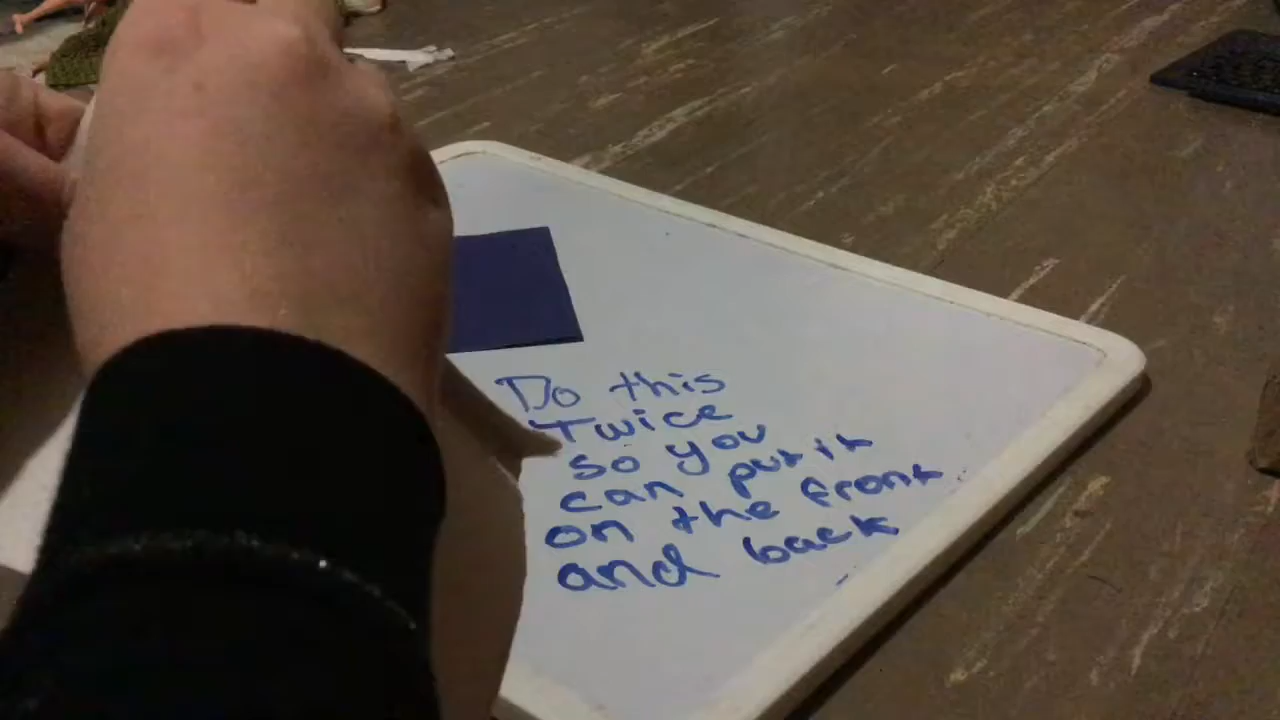 Do this
Twice
so you
can put it
on the front
and back